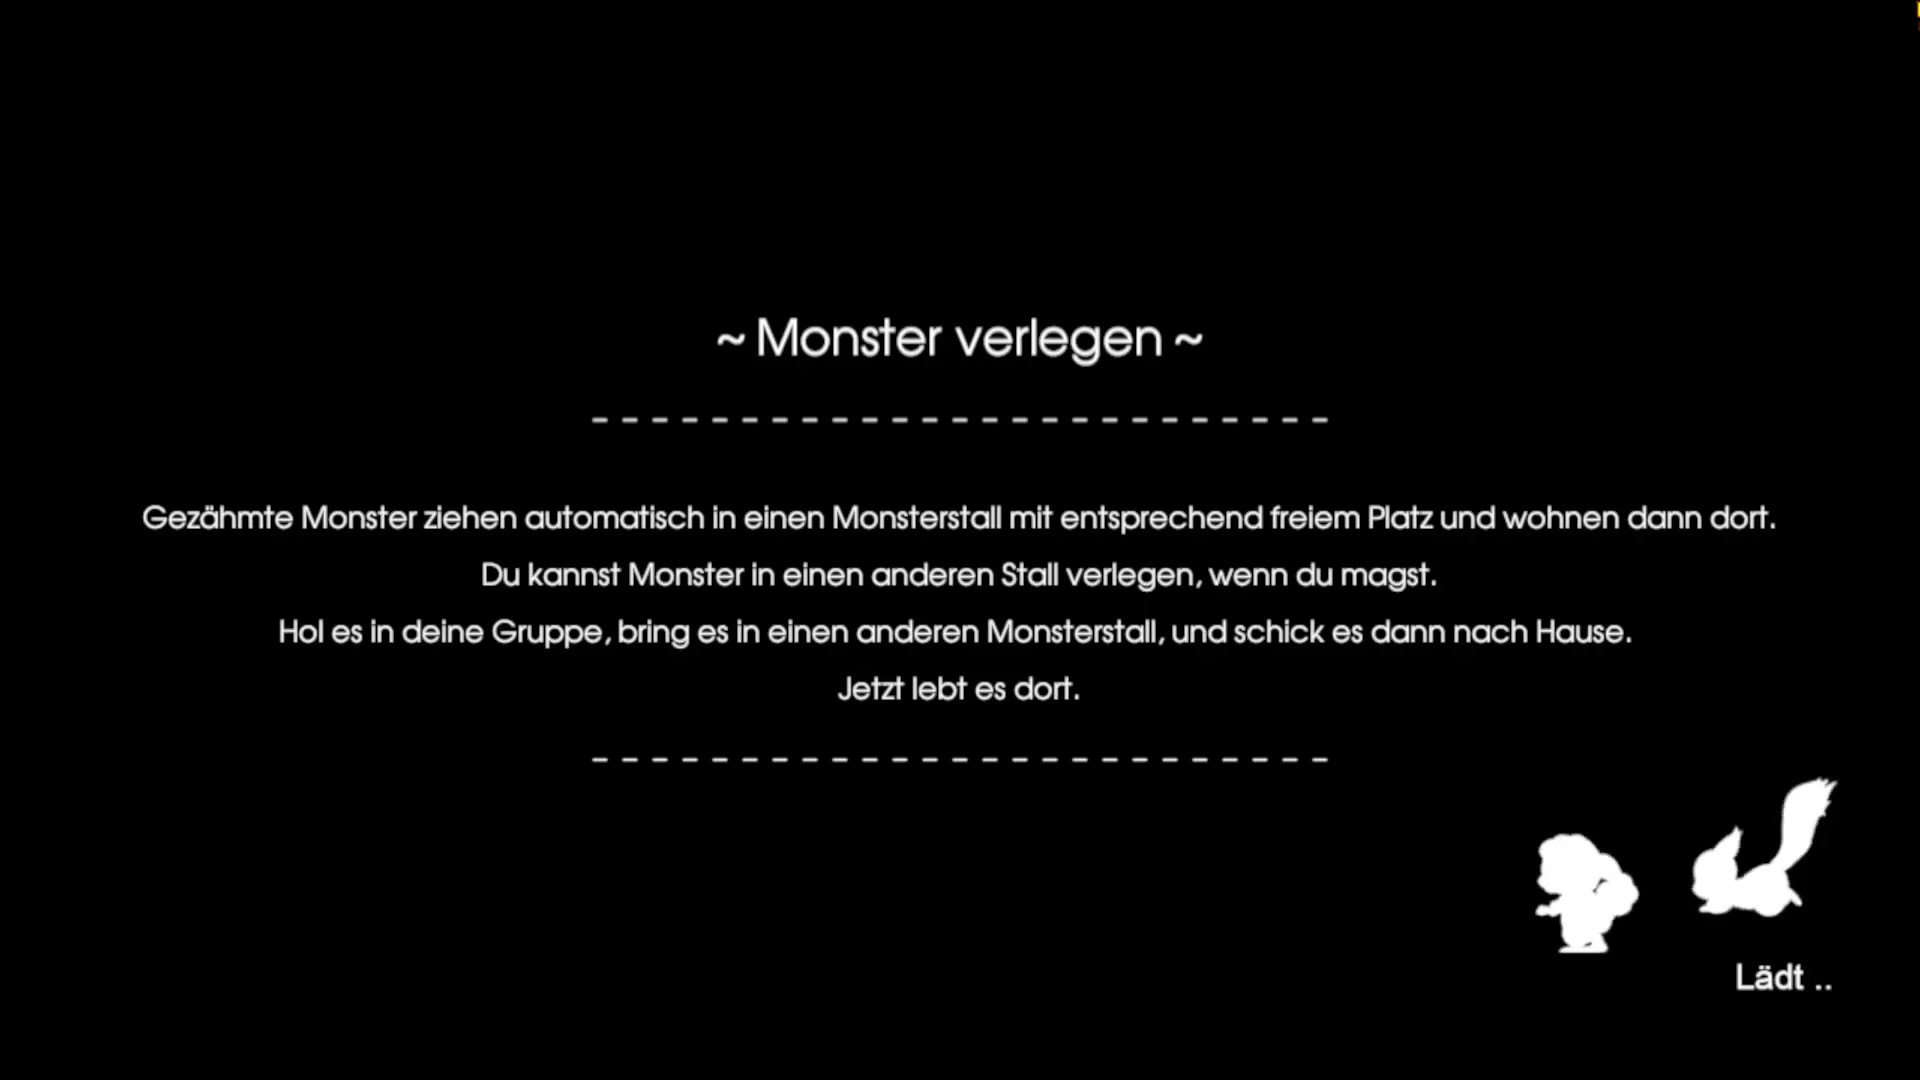 ~ Monster verlegen ~
- - - - - - - - - - - - - - - - - - - - - - - - -
Gezähmte Monster ziehen automatisch in einen Monsterstall mit entsprechend freiem Platz und wohnen dann dort.
Du kannst Monster in einen anderen Stall verlegen, wenn du magst.
Hol es in deine Gruppe, bring es in einen anderen Monsterstall, und schick es dann nach Hause.
Jetzt lebt es dort.
- - - - - - - - - - - - - - - - - - - - - - - - -
Lädt ..